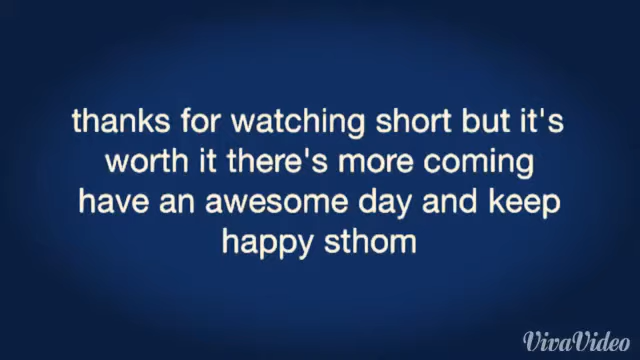 thanks for watching short but it's
worth it there's more coming
have an awesome day and keep
happy sthom
VivaVideo